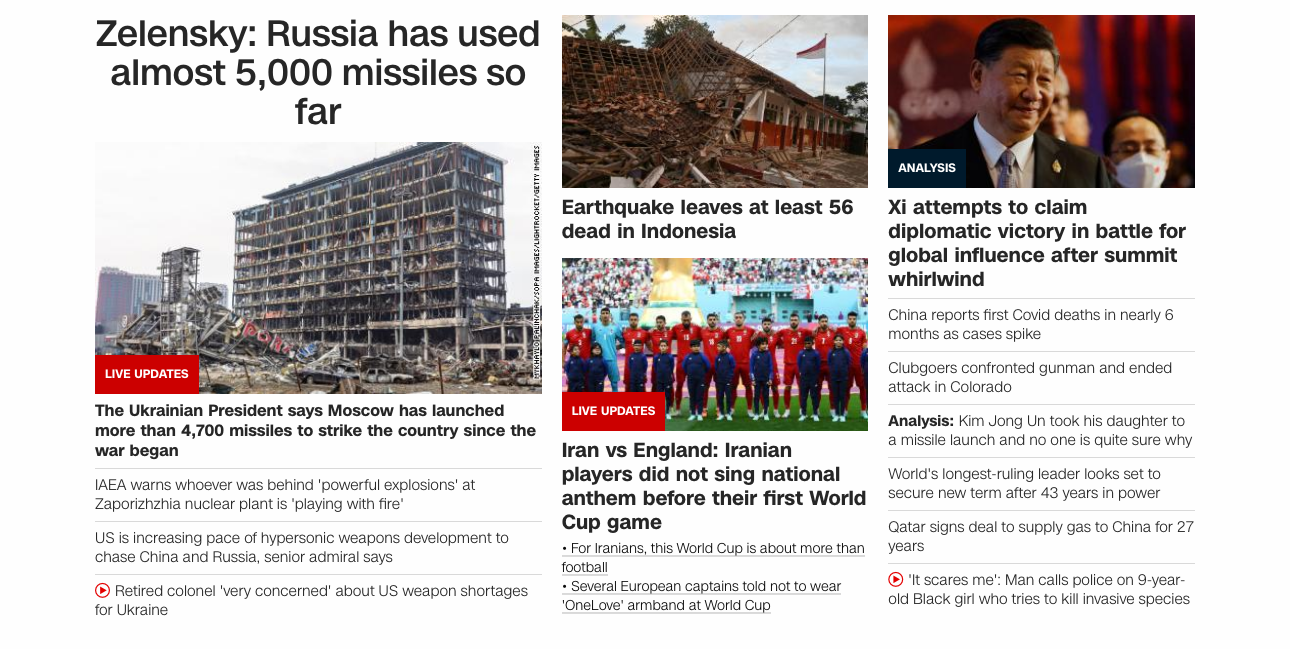 Zelensky: Russia has used
almost 5,000 missiles so
far
MYKHAYLO PALINCHAK/SOPA IMAGES/LIGHTROCKET/GETTY IMAGES
LIVE UPDATES
The Ukrainian President says Moscow has launched
more than 4,700 missiles to strike the country since the
war began
IAEA warns whoever was behind 'powerful explosions' at
Zaporizhzhia nuclear plant is 'playing with fire'
US is increasing pace of hypersonic weapons development to
chase China and Russia, senior admiral says
Retired colonel 'very concerned' about US weapon shortages
for Ukraine
Earthquake leaves at least 56
dead in Indonesia
LIVE UPDATES
Iran vs England: Iranian
players did not sing national
anthem before their first World
Cup game
• For Iranians, this World Cup is about more than
football
• Several European captains told not to wear
'OneLove' armband at World Cup
G20
ANALYSIS
Xi attempts to claim
diplomatic victory in battle for
global influence after summit
whirlwind
China reports first Covid deaths in nearly 6
months as cases spike
Clubgoers confronted gunman and ended
attack in Colorado
Analysis: Kim Jong Un took his daughter to
a missile launch and no one is quite sure why
World's longest-ruling leader looks set to
secure new term after 43 years in power
Qatar signs deal to supply gas to China for 27
years
'It scares me': Man calls police on 9-year-
old Black girl who tries to kill invasive species